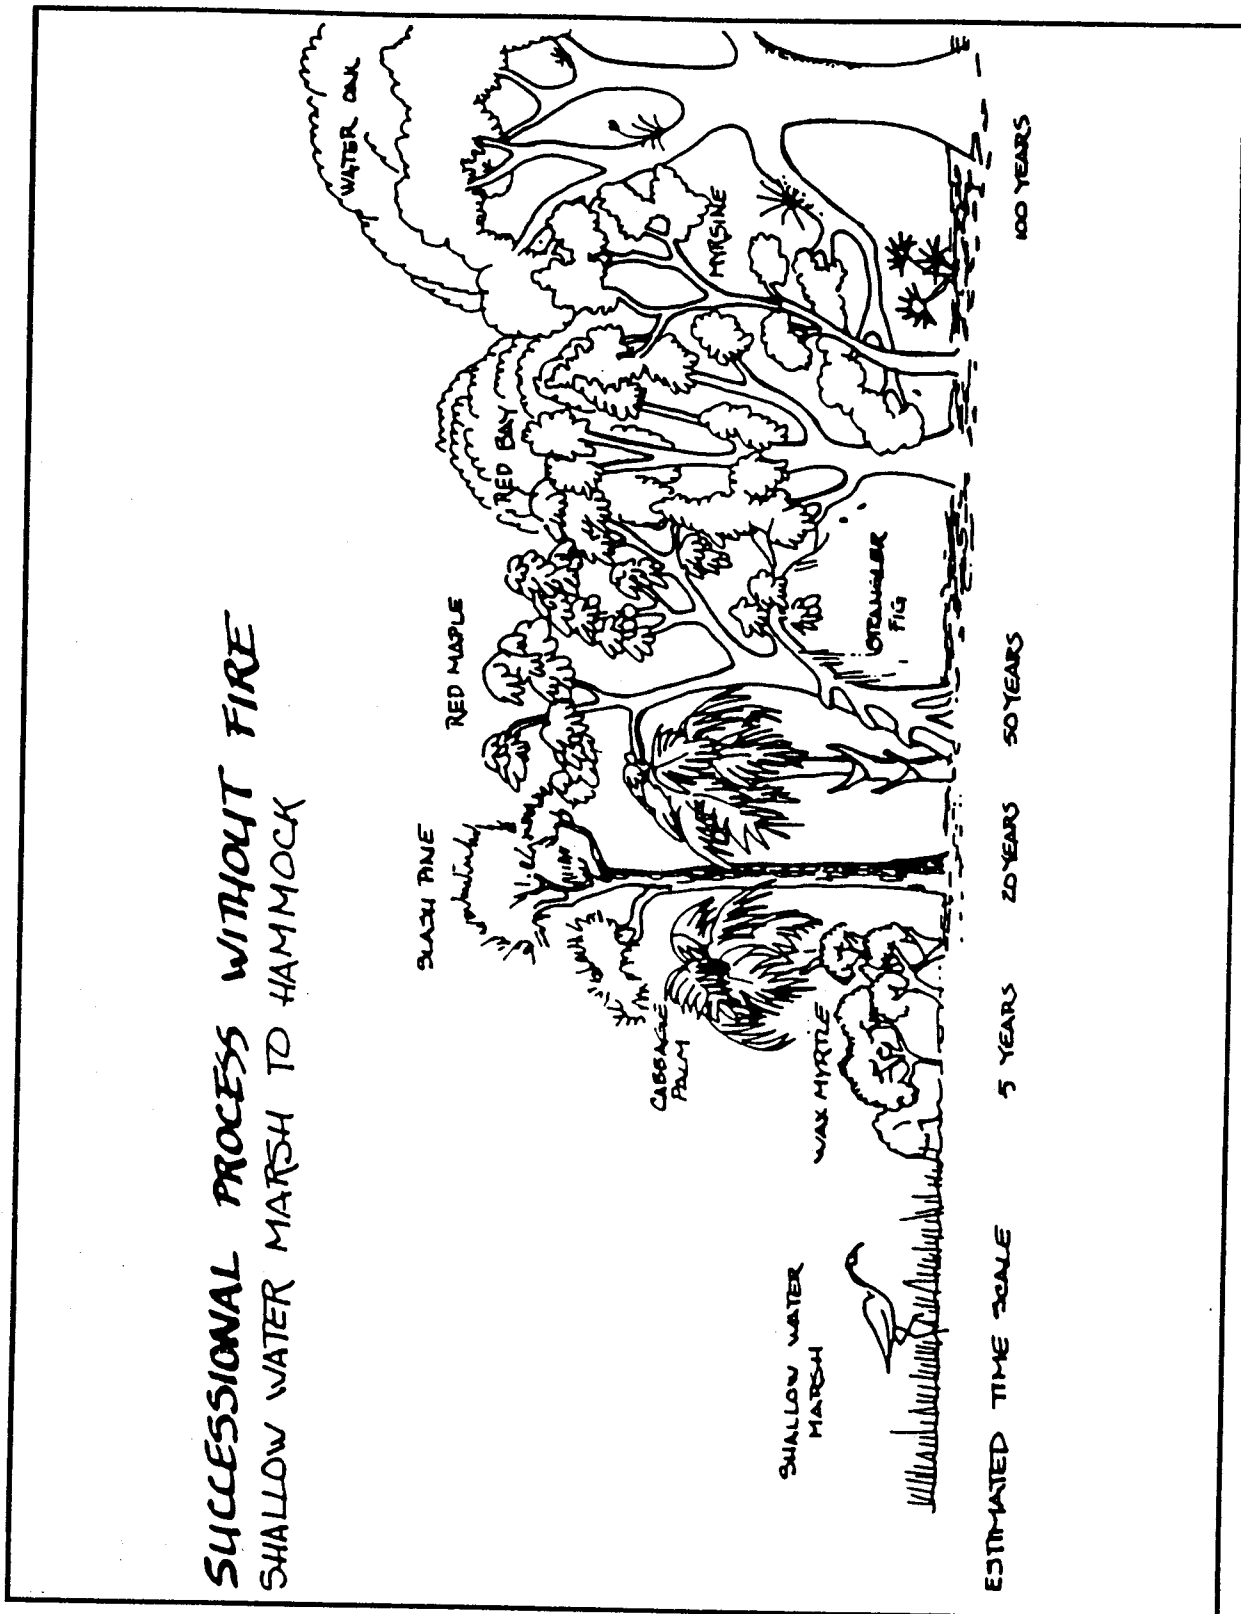 SUCCESSIONAL PROCESS WITHOUT FIRE
SHALLOW WATER MARSH TO HAMMOCK
WATER OAK
RED BAY
RED MAPLE
SLASH PINE
MYRSINE
CABBAGE
PALM
WAX MYRTLE
STRANGLER
FIG
SHALLOW WATER
MARSH
ESTIMATED TIME SCALE
5 YEARS
20 YEARS
50 YEARS
100 YEARS